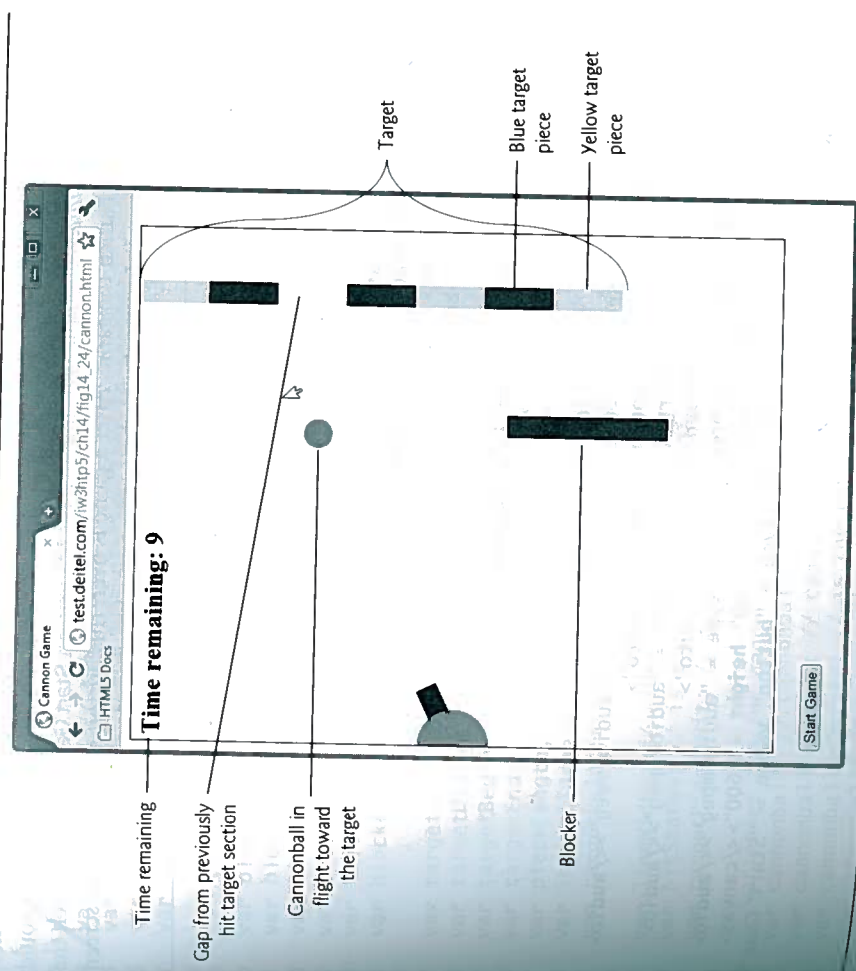 Cannon Game
test.deitel.com/iw3htp5/ch14/fig14_24/cannon.html
HTML5 Docs
Time remaining: 9
Start Game
Time remaining
Gap from previously
hit target section
Cannonball in
flight toward
the target
Blocker
Target
Blue target
piece
Yellow target
piece